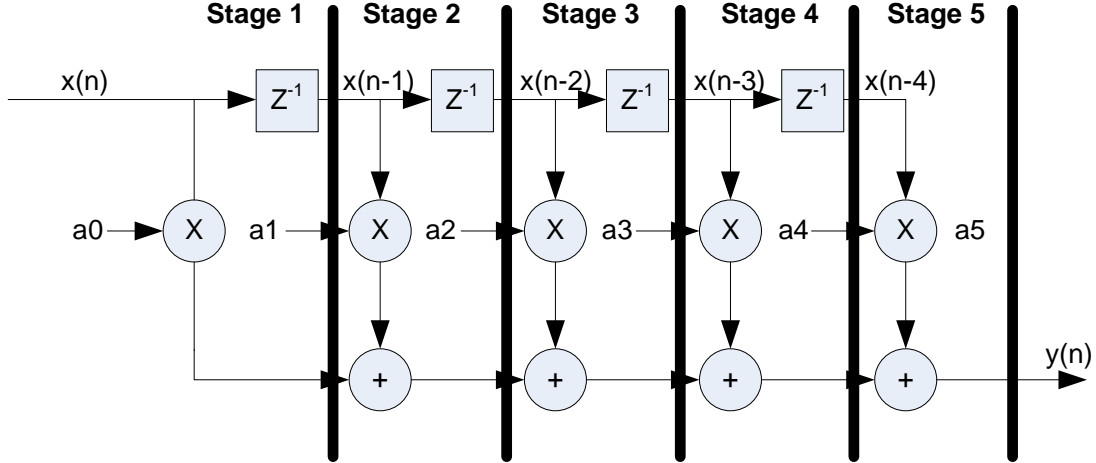 Stage 1 Stage 2 Stage 3 Stage 4 Stage 5
x(n) Z⁻¹ x(n-1) Z⁻¹ x(n-2) Z⁻¹ x(n-3) Z⁻¹ x(n-4)
a0 X a1 X a2 X a3 X a4 X a5
+ + + + y(n)